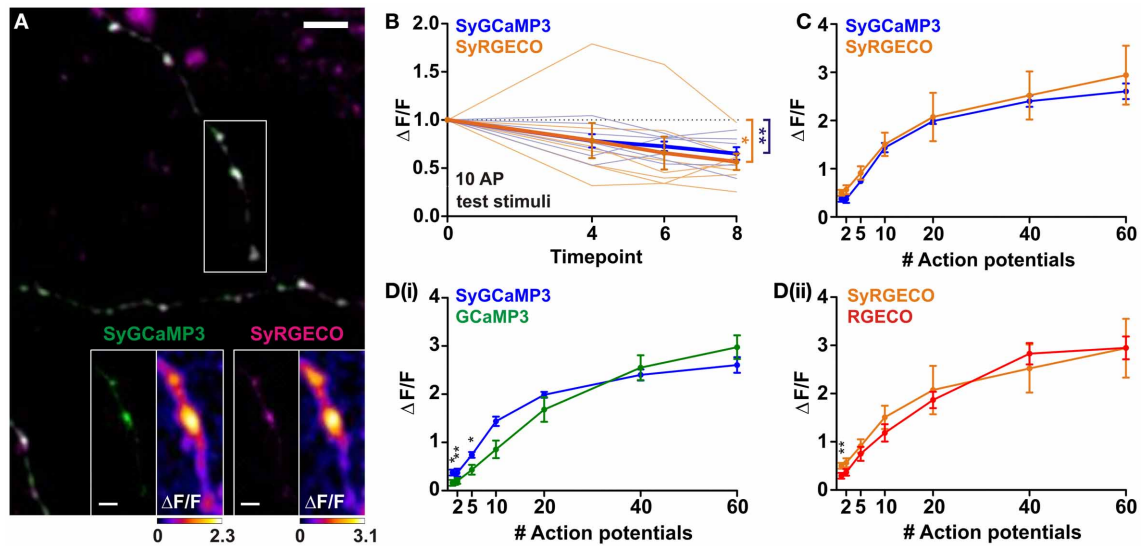 A
SyGCaMP3
SyRGECO
ΔF/F
ΔF/F
0 2.3
0 3.1
B
SyGCaMP3
SyRGECO
Δ F/F
2.0
1.5
1.0
0.5
0.0
*
**
10 AP
test stimuli
0 4 6 8
Timepoint
C
SyGCaMP3
SyRGECO
Δ F/F
4
3
2
1
0
2 5 10 20 40 60
# Action potentials
D(i)
SyGCaMP3
GCaMP3
Δ F/F
4
3
2
1
0
*
**
*
2 5 10 20 40 60
# Action potentials
D(ii)
SyRGECO
RGECO
Δ F/F
4
3
2
1
0
**
2 5 10 20 40 60
# Action potentials